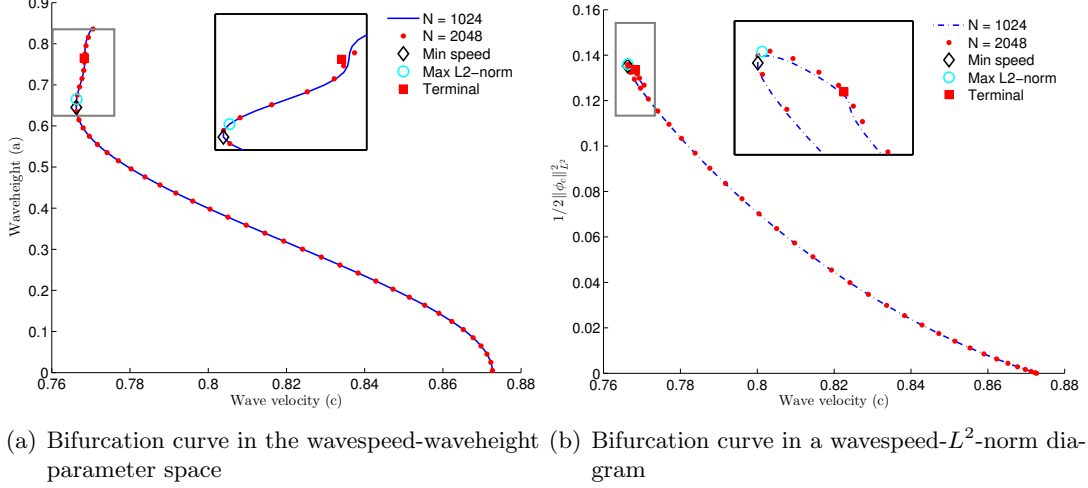 0.9
0.8
0.7
0.6
0.5
0.4
0.3
0.2
0.1
0
Waveheight (a)
0.76 0.78 0.8 0.82 0.84 0.86 0.88
Wave velocity (c)
N = 1024
N = 2048
Min speed
Max L2−norm
Terminal
0.16
0.14
0.12
0.1
0.08
0.06
0.04
0.02
0
1/2||ϕ_c||²_{L²}
0.76 0.78 0.8 0.82 0.84 0.86 0.88
Wave velocity (c)
N = 1024
N = 2048
Min speed
Max L2−norm
Terminal
(a) Bifurcation curve in the wavespeed-waveheight
parameter space
(b) Bifurcation curve in a wavespeed-L²-norm dia-
gram